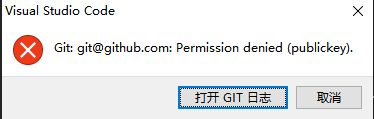 Visual Studio Code
Git: git@github.com: Permission denied (publickey).
打开 GIT 日志
取消